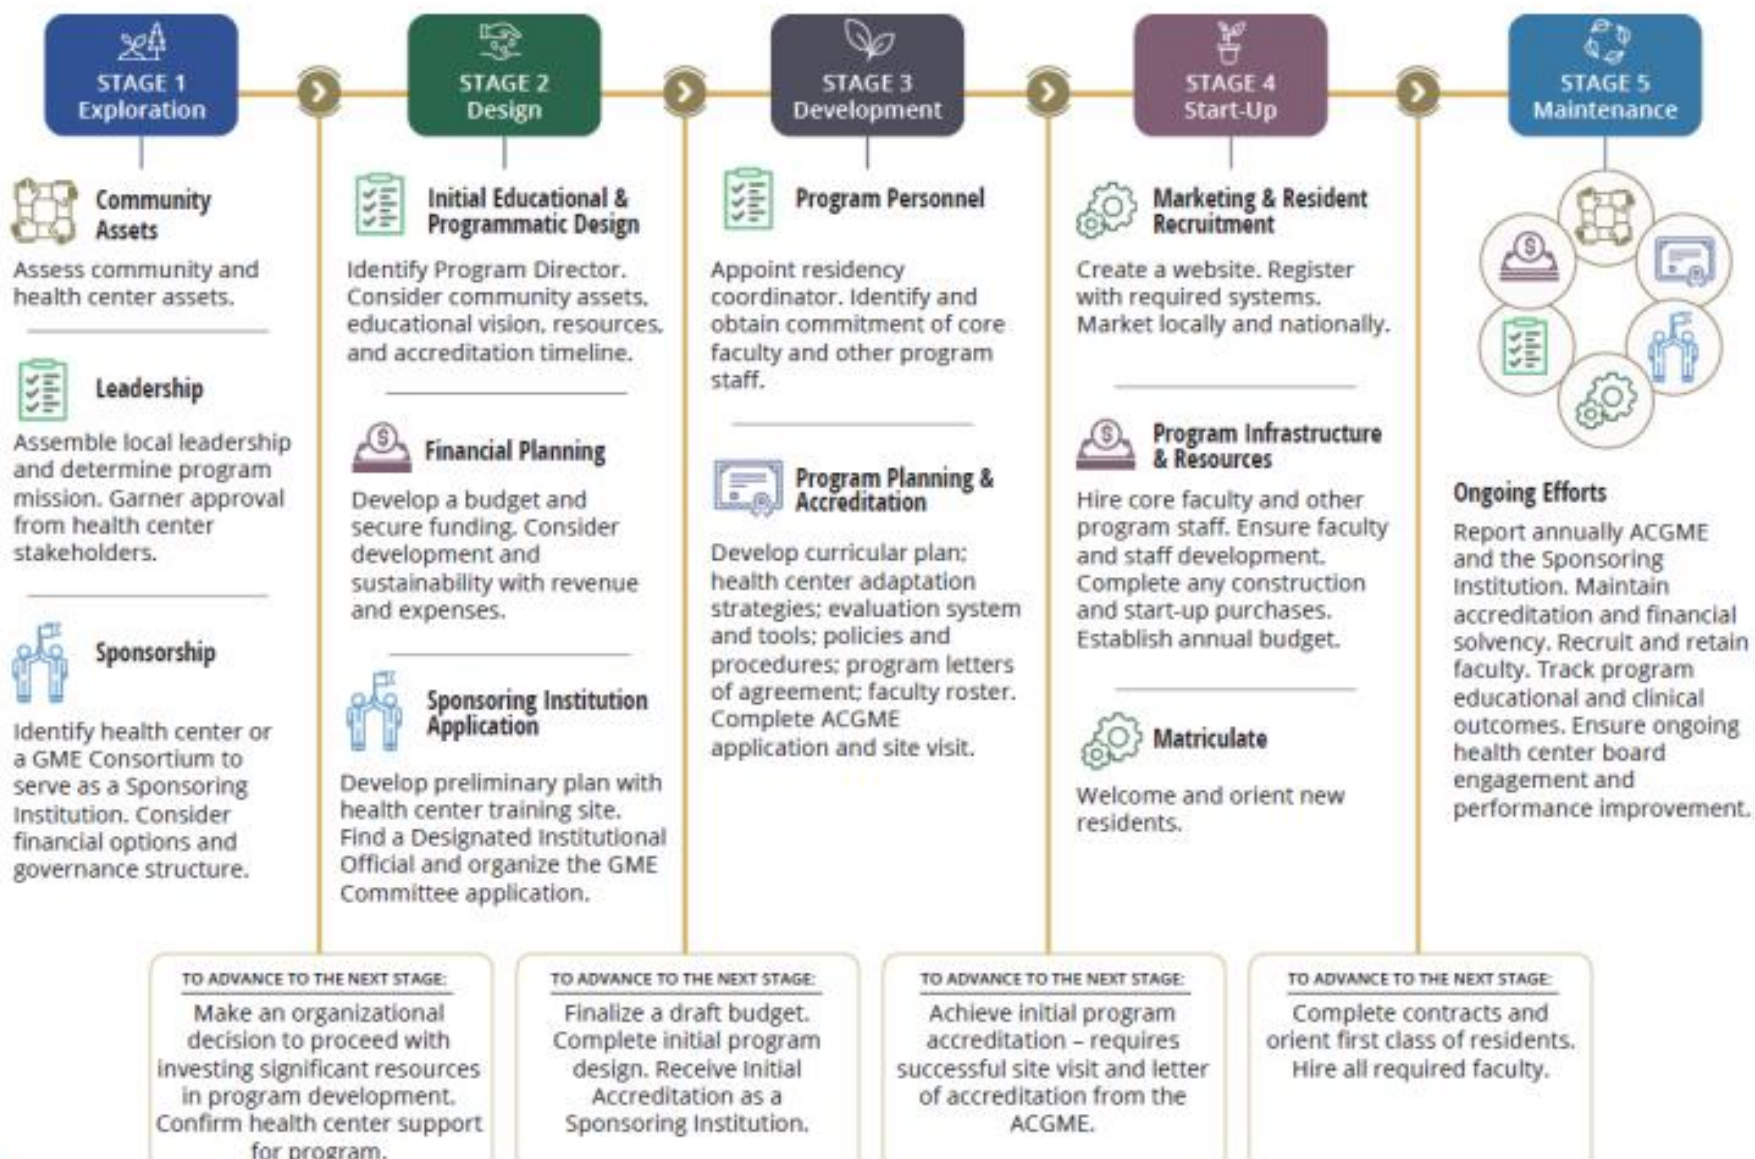 STAGE 1
Exploration
Community
Assets
Assess community and
health center assets.
Leadership
Assemble local leadership
and determine program
mission. Garner approval
from health center
stakeholders.
Sponsorship
Identify health center or
a GME Consortium to
serve as a Sponsoring
Institution. Consider
financial options and
governance structure.
TO ADVANCE TO THE NEXT STAGE:
Make an organizational
decision to proceed with
investing significant resources
in program development.
Confirm health center support
for program.
STAGE 2
Design
Initial Educational &
Programmatic Design
Identify Program Director.
Consider community assets,
educational vision, resources,
and accreditation timeline.
Financial Planning
Develop a budget and
secure funding. Consider
development and
sustainability with revenue
and expenses.
Sponsoring Institution
Application
Develop preliminary plan with
health center training site.
Find a Designated Institutional
Official and organize the GME
Committee application.
TO ADVANCE TO THE NEXT STAGE:
Finalize a draft budget.
Complete initial program
design. Receive Initial
Accreditation as a
Sponsoring Institution.
STAGE 3
Development
Program Personnel
Appoint residency
coordinator. Identify and
obtain commitment of core
faculty and other program
staff.
Program Planning &
Accreditation
Develop curricular plan;
health center adaptation
strategies; evaluation system
and tools; policies and
procedures; program letters
of agreement; faculty roster.
Complete ACGME
application and site visit.
TO ADVANCE TO THE NEXT STAGE:
Achieve initial program
accreditation – requires
successful site visit and letter
of accreditation from the
ACGME.
STAGE 4
Start-Up
Marketing & Resident
Recruitment
Create a website. Register
with required systems.
Market locally and nationally.
Program Infrastructure
& Resources
Hire core faculty and other
program staff. Ensure faculty
and staff development.
Complete any construction
and start-up purchases.
Establish annual budget.
Matriculate
Welcome and orient new
residents.
TO ADVANCE TO THE NEXT STAGE:
Complete contracts and
orient first class of residents.
Hire all required faculty.
STAGE 5
Maintenance
Ongoing Efforts
Report annually ACGME
and the Sponsoring
Institution. Maintain
accreditation and financial
solvency. Recruit and retain
faculty. Track program
educational and clinical
outcomes. Ensure ongoing
health center board
engagement and
performance improvement.